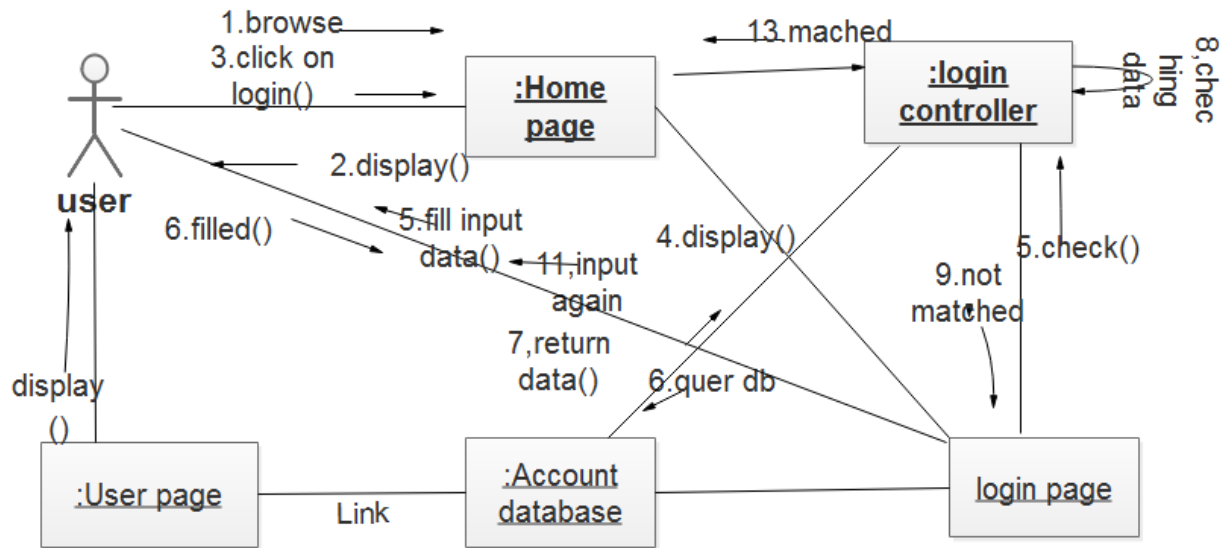 1.browse
3.click on
login()
13.mached
8,chec
hing
data
:Home
page
:login
controller
user
2.display()
6.filled()
5.fill input
data()
4.display()
5.check()
11,input
again
9.not
matched
7,return
data()
6.quer db
display
()
:User page
Link
:Account
database
login page